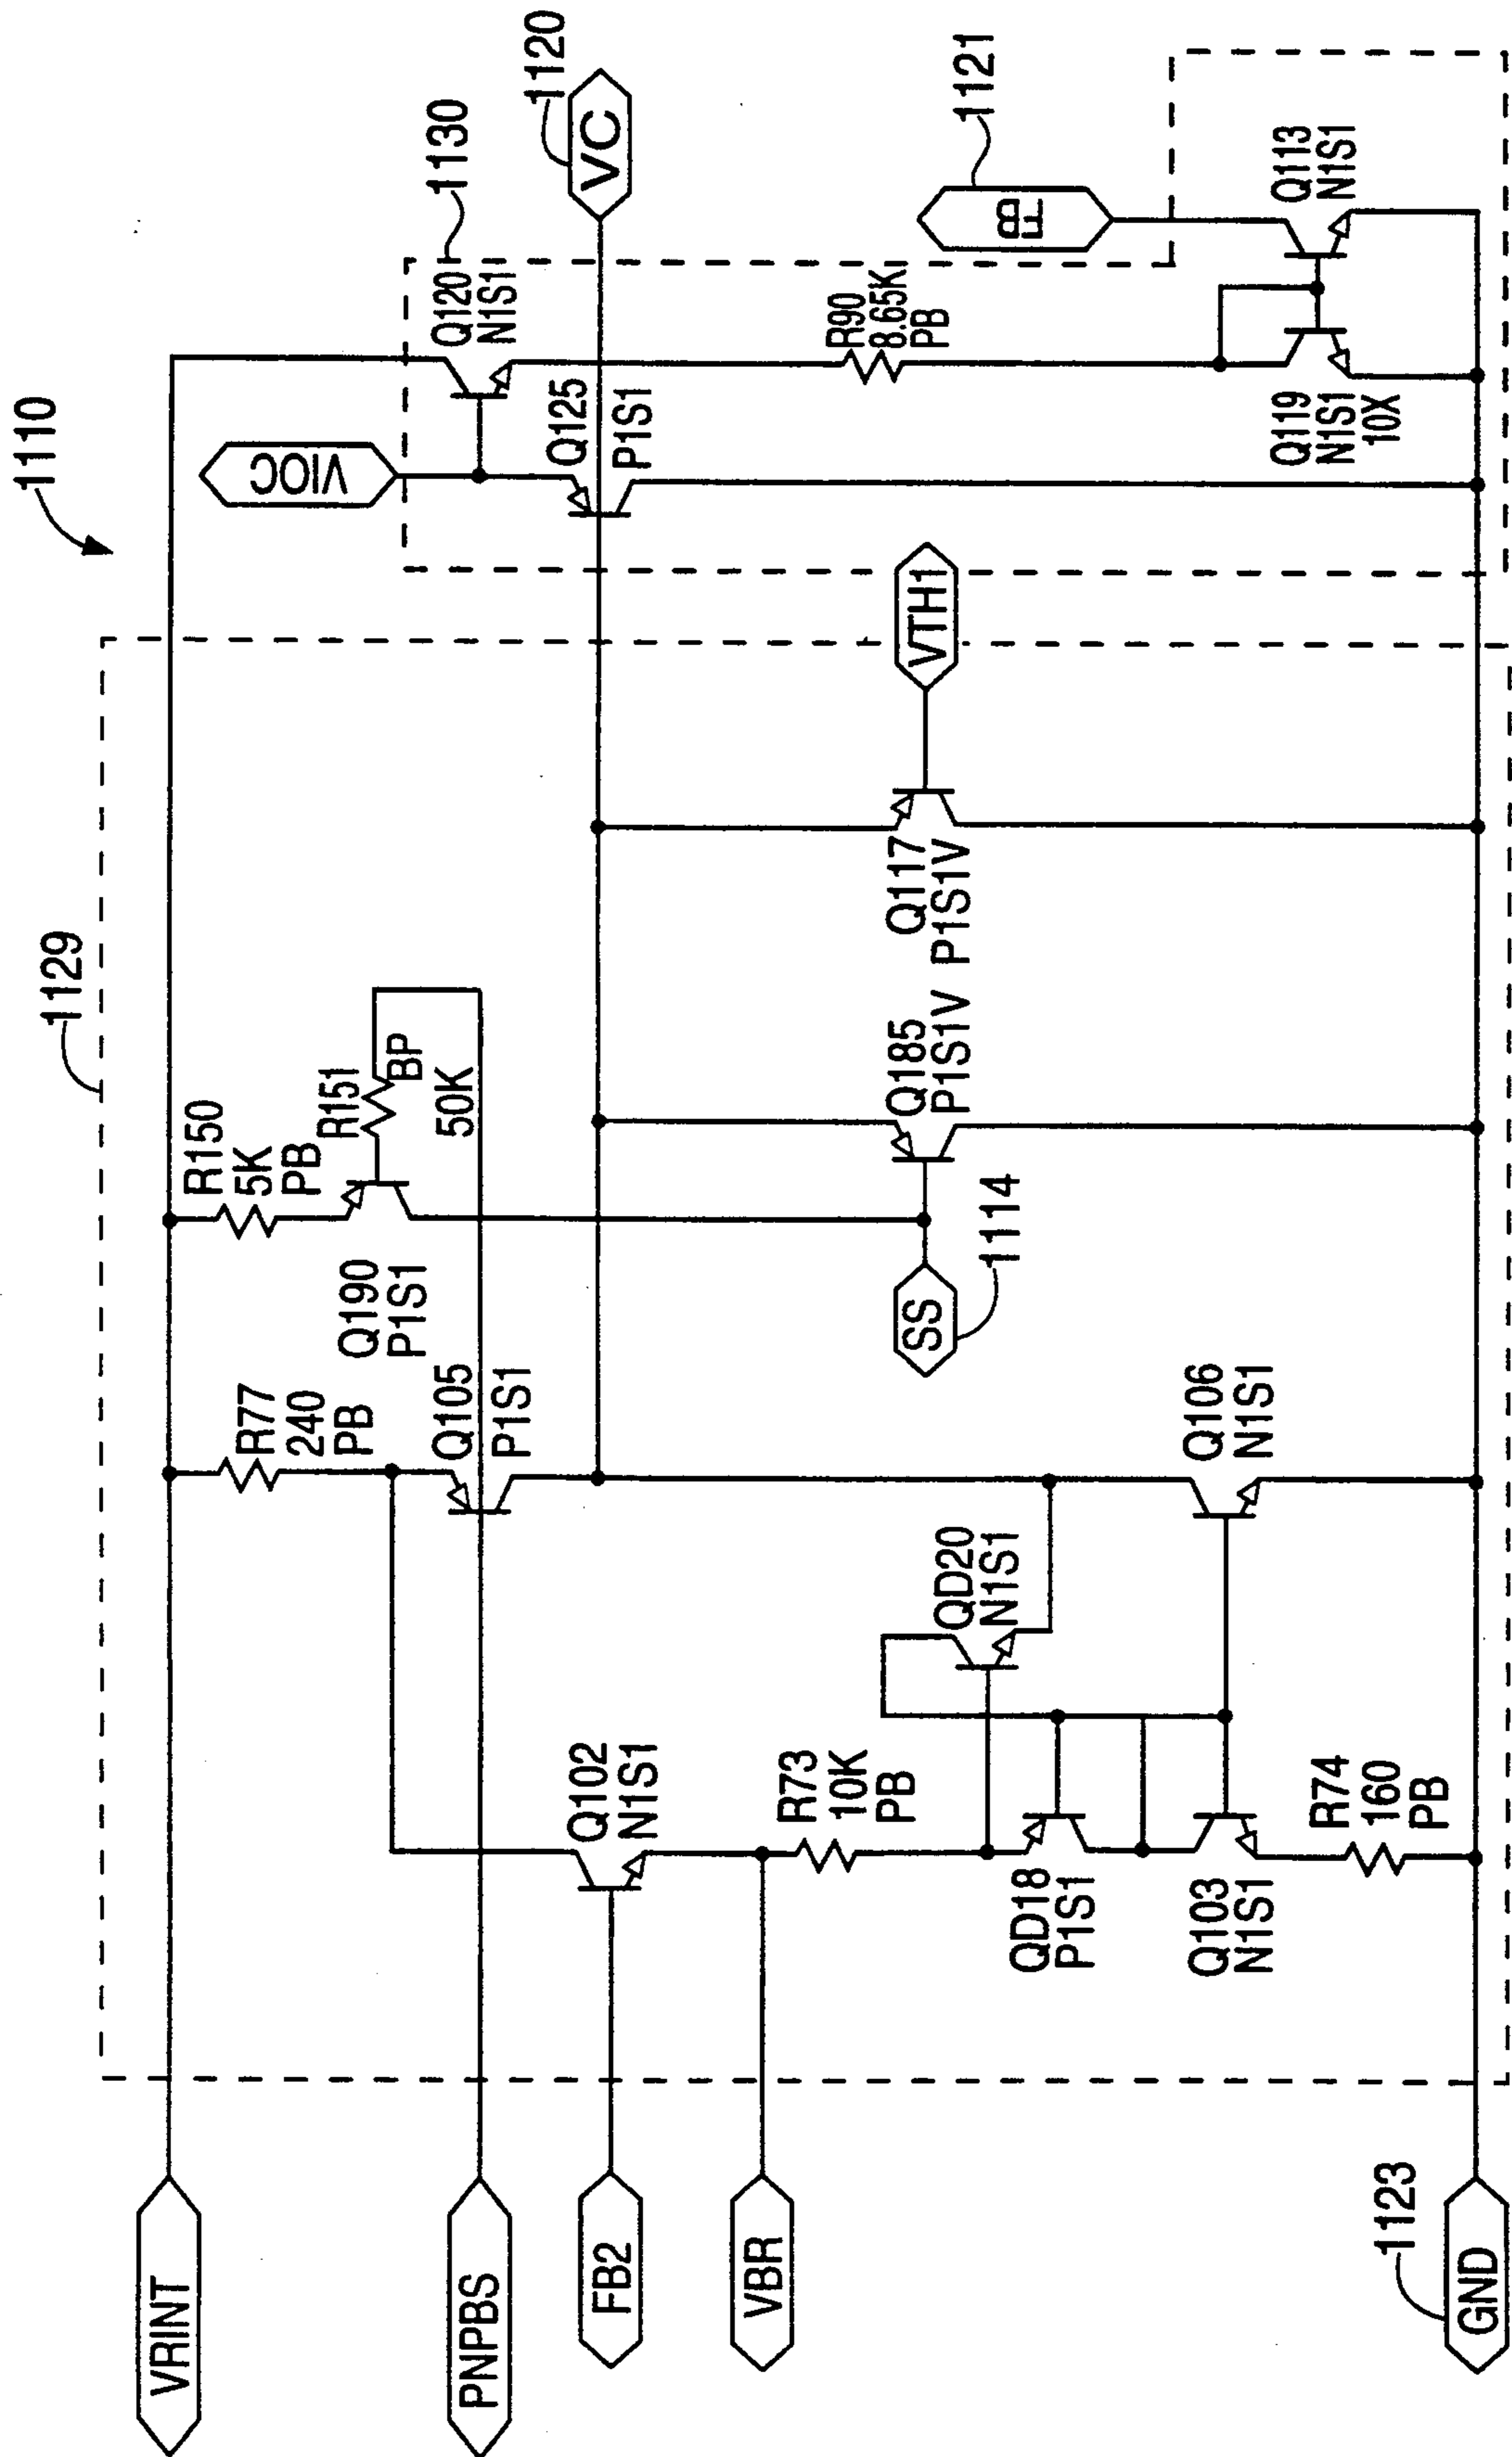 1110
1129
1130
1120
VC
1121
FB
VIOC
VRINT
PNPBS
FB2
VBR
1123
GND
R77
240
PB
Q105
P1S1
Q102
N1S1
R73
10K
PB
QD20
N1S1
QD18
P1S1
Q103
N1S1
R74
160
PB
Q106
N1S1
R150
5K
PB
R151
BP
50K
Q190
P1S1
SS
1114
Q185
P1S1V
Q117
P1S1V
VTH1
Q120
N1S1
Q125
P1S1
R90
8.65K
PB
Q119
N1S1
10X
Q113
N1S1